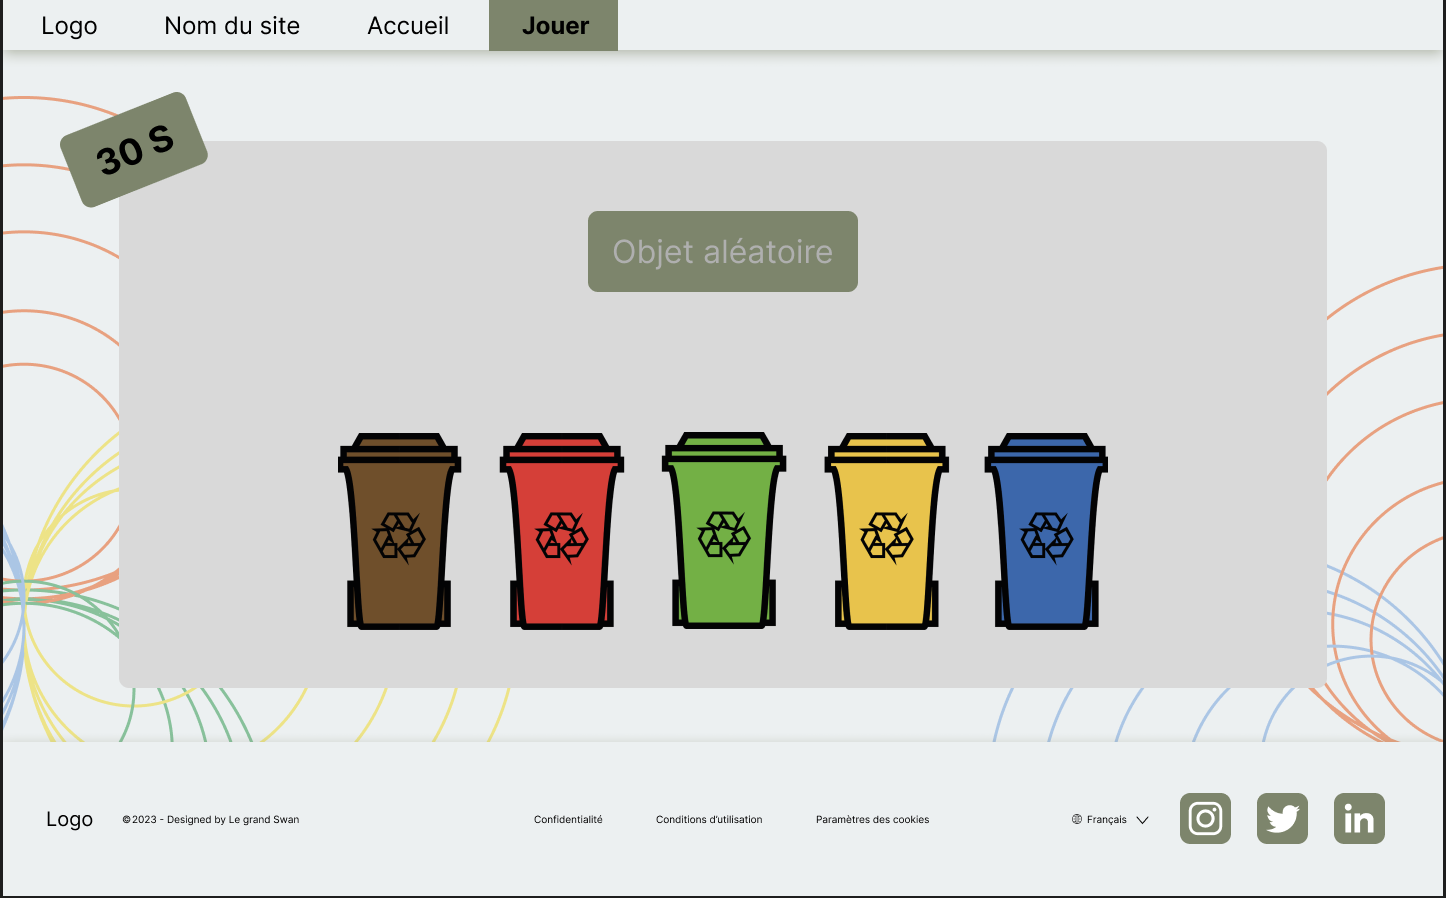 Logo Nom du site Accueil Jouer
30 S
Objet aléatoire
Logo ©2023 - Designed by Le grand Swan Confidentialité Conditions d'utilisation Paramètres des cookies Français
in